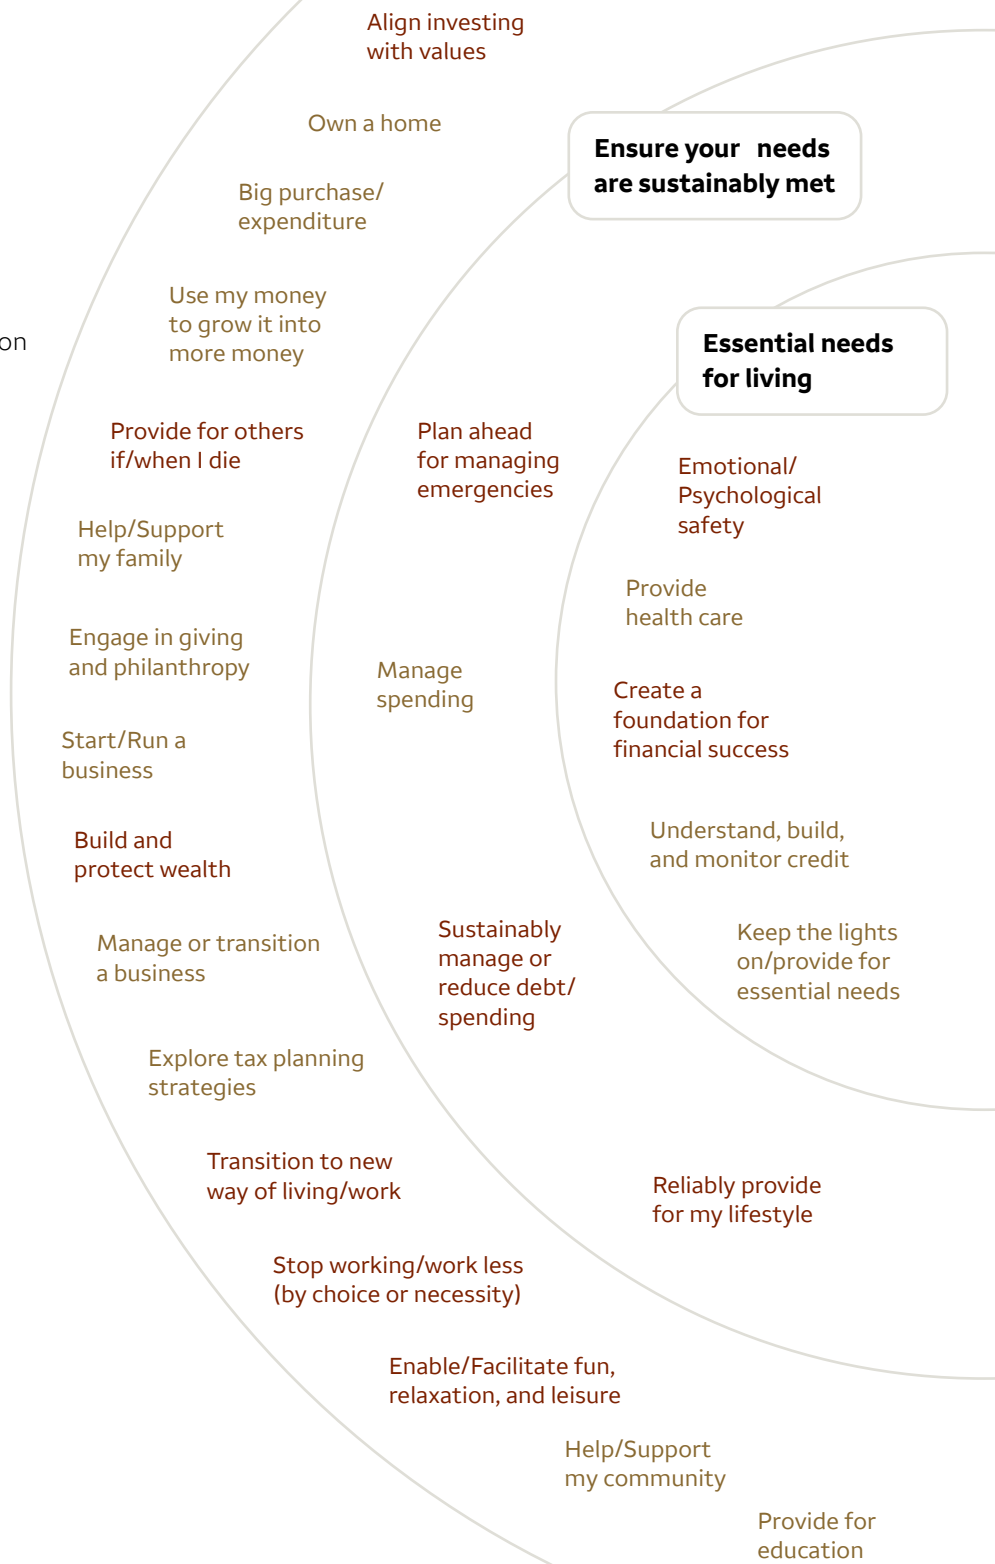 Align investing
with values
Own a home
Ensure your needs
are sustainably met
Big purchase/
expenditure
Use my money
to grow it into
more money
on
Essential needs
for living
Provide for others
if/when I die
Plan ahead
for managing
emergencies
Emotional/
Psychological
safety
Help/Support
my family
Provide
health care
Engage in giving
and philanthropy
Manage
spending
Create a
foundation for
financial success
Start/Run a
business
Build and
protect wealth
Understand, build,
and monitor credit
Manage or transition
a business
Sustainably
manage or
reduce debt/
spending
Keep the lights
on/provide for
essential needs
Explore tax planning
strategies
Transition to new
way of living/work
Reliably provide
for my lifestyle
Stop working/work less
(by choice or necessity)
Enable/Facilitate fun,
relaxation, and leisure
Help/Support
my community
Provide for
education